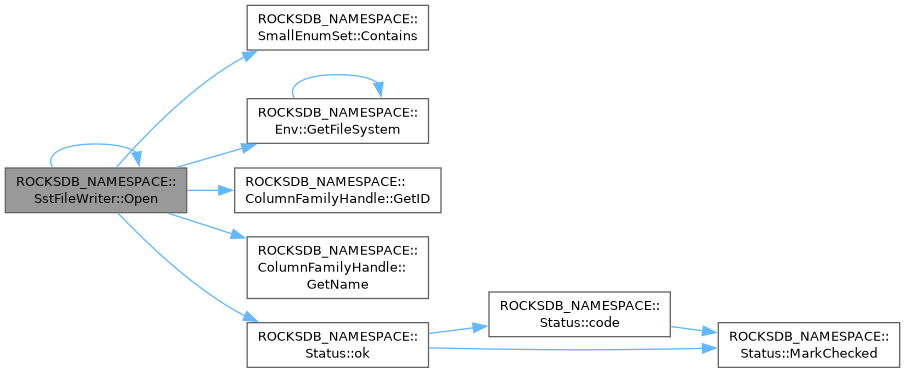 ROCKSDB_NAMESPACE::
SstFileWriter::Open
ROCKSDB_NAMESPACE::
SmallEnumSet::Contains
ROCKSDB_NAMESPACE::
Env::GetFileSystem
ROCKSDB_NAMESPACE::
ColumnFamilyHandle::GetID
ROCKSDB_NAMESPACE::
ColumnFamilyHandle::
GetName
ROCKSDB_NAMESPACE::
Status::ok
ROCKSDB_NAMESPACE::
Status::code
ROCKSDB_NAMESPACE::
Status::MarkChecked